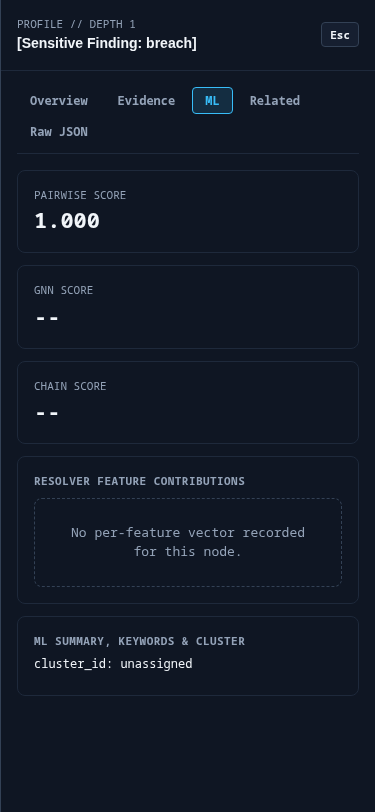 PROFILE // DEPTH 1
[Sensitive Finding: breach]
Esc
Overview Evidence ML Related
Raw JSON
PAIRWISE SCORE
1.000
GNN SCORE
--
CHAIN SCORE
--
RESOLVER FEATURE CONTRIBUTIONS
No per-feature vector recorded
for this node.
ML SUMMARY, KEYWORDS & CLUSTER
cluster_id: unassigned